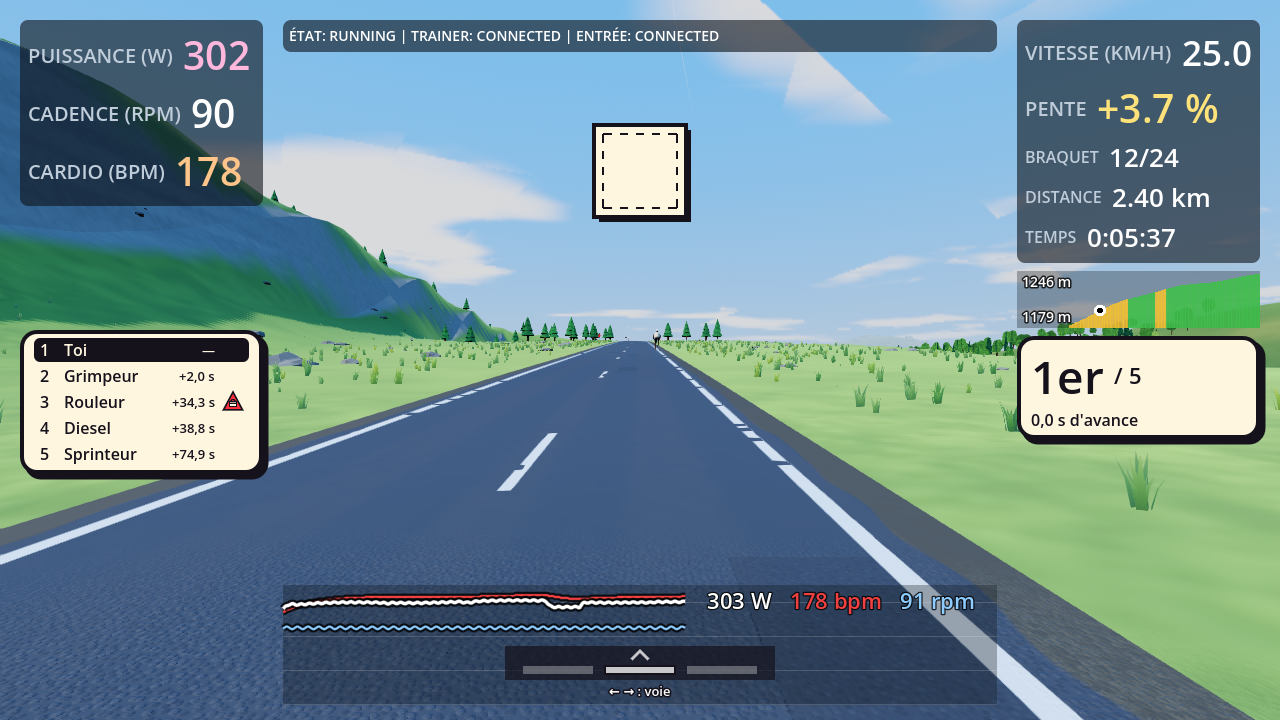 PUISSANCE (W) 302
CADENCE (RPM) 90
CARDIO (BPM) 178
ÉTAT: RUNNING | TRAINER: CONNECTED | ENTRÉE: CONNECTED
VITESSE (KM/H) 25.0
PENTE +3.7 %
BRAQUET 12/24
DISTANCE 2.40 km
TEMPS 0:05:37
1246 m
1179 m
1 Toi —
2 Grimpeur +2,0 s
3 Rouleur +34,3 s
4 Diesel +38,8 s
5 Sprinteur +74,9 s
1er / 5
0,0 s d'avance
303 W 178 bpm 91 rpm
← → : voie